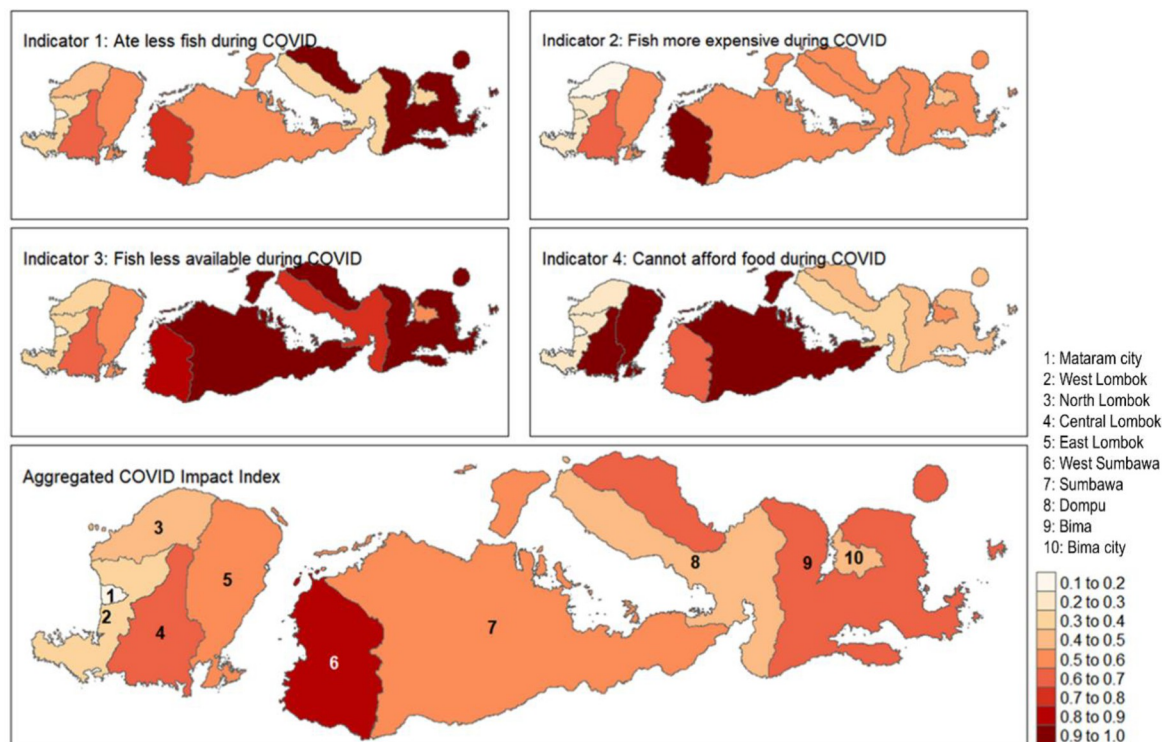 Indicator 1: Ate less fish during COVID
Indicator 2: Fish more expensive during COVID
Indicator 3: Fish less available during COVID
Indicator 4: Cannot afford food during COVID
1: Mataram city
2: West Lombok
3: North Lombok
4: Central Lombok
5: East Lombok
6: West Sumbawa
7: Sumbawa
8: Dompu
9: Bima
10: Bima city
Aggregated COVID Impact Index
3
5
1
2
4
6
7
8
9
10
0.1 to 0.2
0.2 to 0.3
0.3 to 0.4
0.4 to 0.5
0.5 to 0.6
0.6 to 0.7
0.7 to 0.8
0.8 to 0.9
0.9 to 1.0